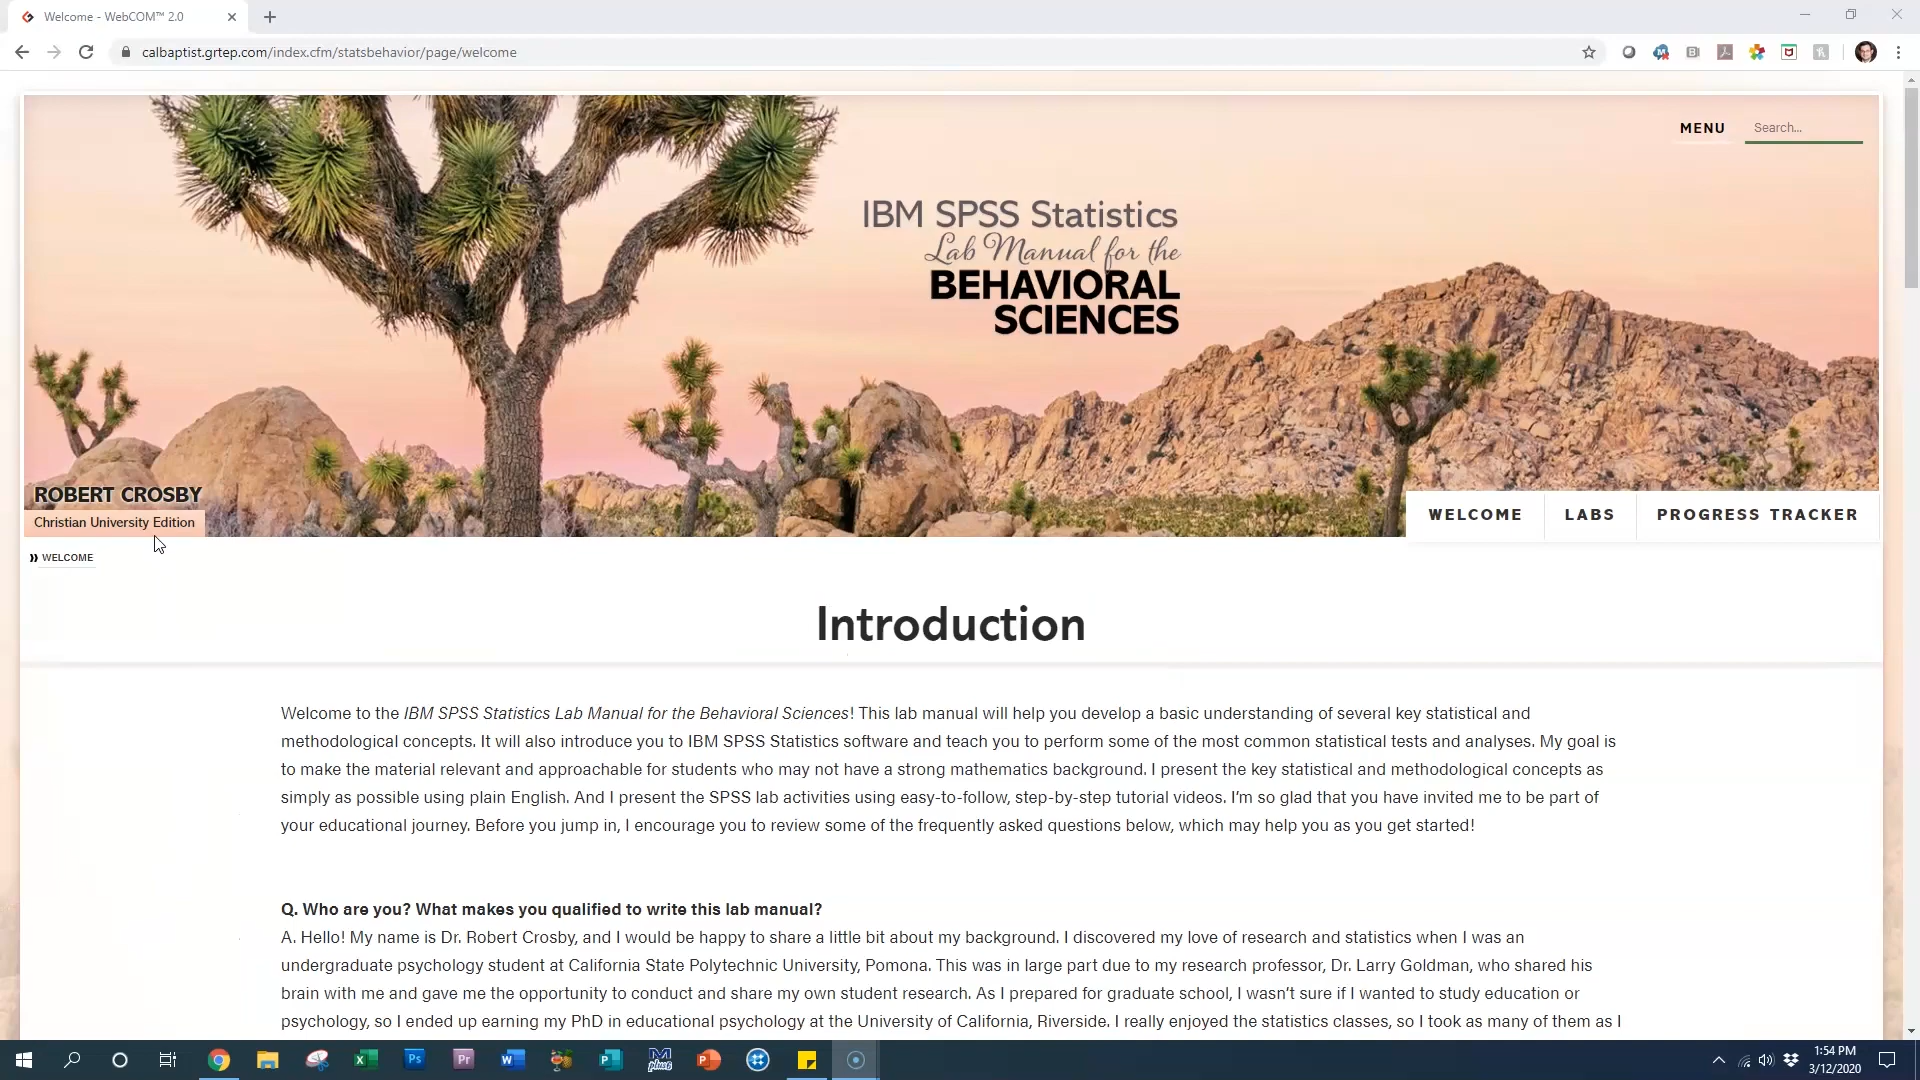 Welcome - WebCOM™ 2.0
calbaptist.grtep.com/index.cfm/statsbehavior/page/welcome
MENU
Search...
IBM SPSS Statistics
Lab Manual for the
BEHAVIORAL
SCIENCES
ROBERT CROSBY
Christian University Edition
WELCOME
LABS
PROGRESS TRACKER
» WELCOME
Introduction
Welcome to the IBM SPSS Statistics Lab Manual for the Behavioral Sciences! This lab manual will help you develop a basic understanding of several key statistical and
methodological concepts. It will also introduce you to IBM SPSS Statistics software and teach you to perform some of the most common statistical tests and analyses. My goal is
to make the material relevant and approachable for students who may not have a strong mathematics background. I present the key statistical and methodological concepts as
simply as possible using plain English. And I present the SPSS lab activities using easy-to-follow, step-by-step tutorial videos. I’m so glad that you have invited me to be part of
your educational journey. Before you jump in, I encourage you to review some of the frequently asked questions below, which may help you as you get started!
Q. Who are you? What makes you qualified to write this lab manual?
A. Hello! My name is Dr. Robert Crosby, and I would be happy to share a little bit about my background. I discovered my love of research and statistics when I was an
undergraduate psychology student at California State Polytechnic University, Pomona. This was in large part due to my research professor, Dr. Larry Goldman, who shared his
brain with me and gave me the opportunity to conduct and share my own student research. As I prepared for graduate school, I wasn’t sure if I wanted to study education or
psychology, so I ended up earning my PhD in educational psychology at the University of California, Riverside. I really enjoyed the statistics classes, so I took as many of them as I
Ps
Pr
Mplus
1:54 PM
3/12/2020